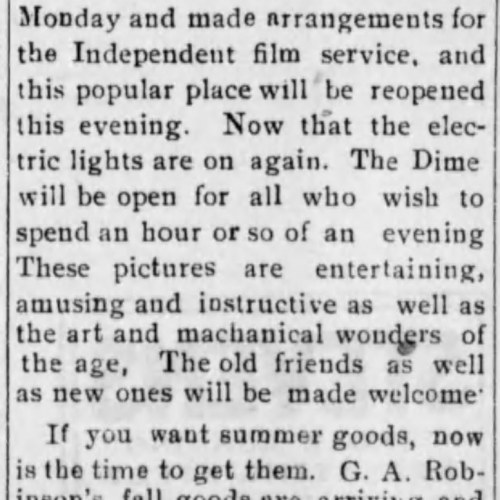 Monday and made arrangements for
the Independent film service, and
this popular place will be reopened
this evening. Now that the elec-
tric lights are on again. The Dime
will be open for all who wish to
spend an hour or so of an evening
These pictures are entertaining,
amusing and instructive as well as
the art and machanical wonders of
the age, The old friends as well
as new ones will be made welcome
If you want summer goods, now
is the time to get them. G. A. Rob-
inson's fall goods are arriving and